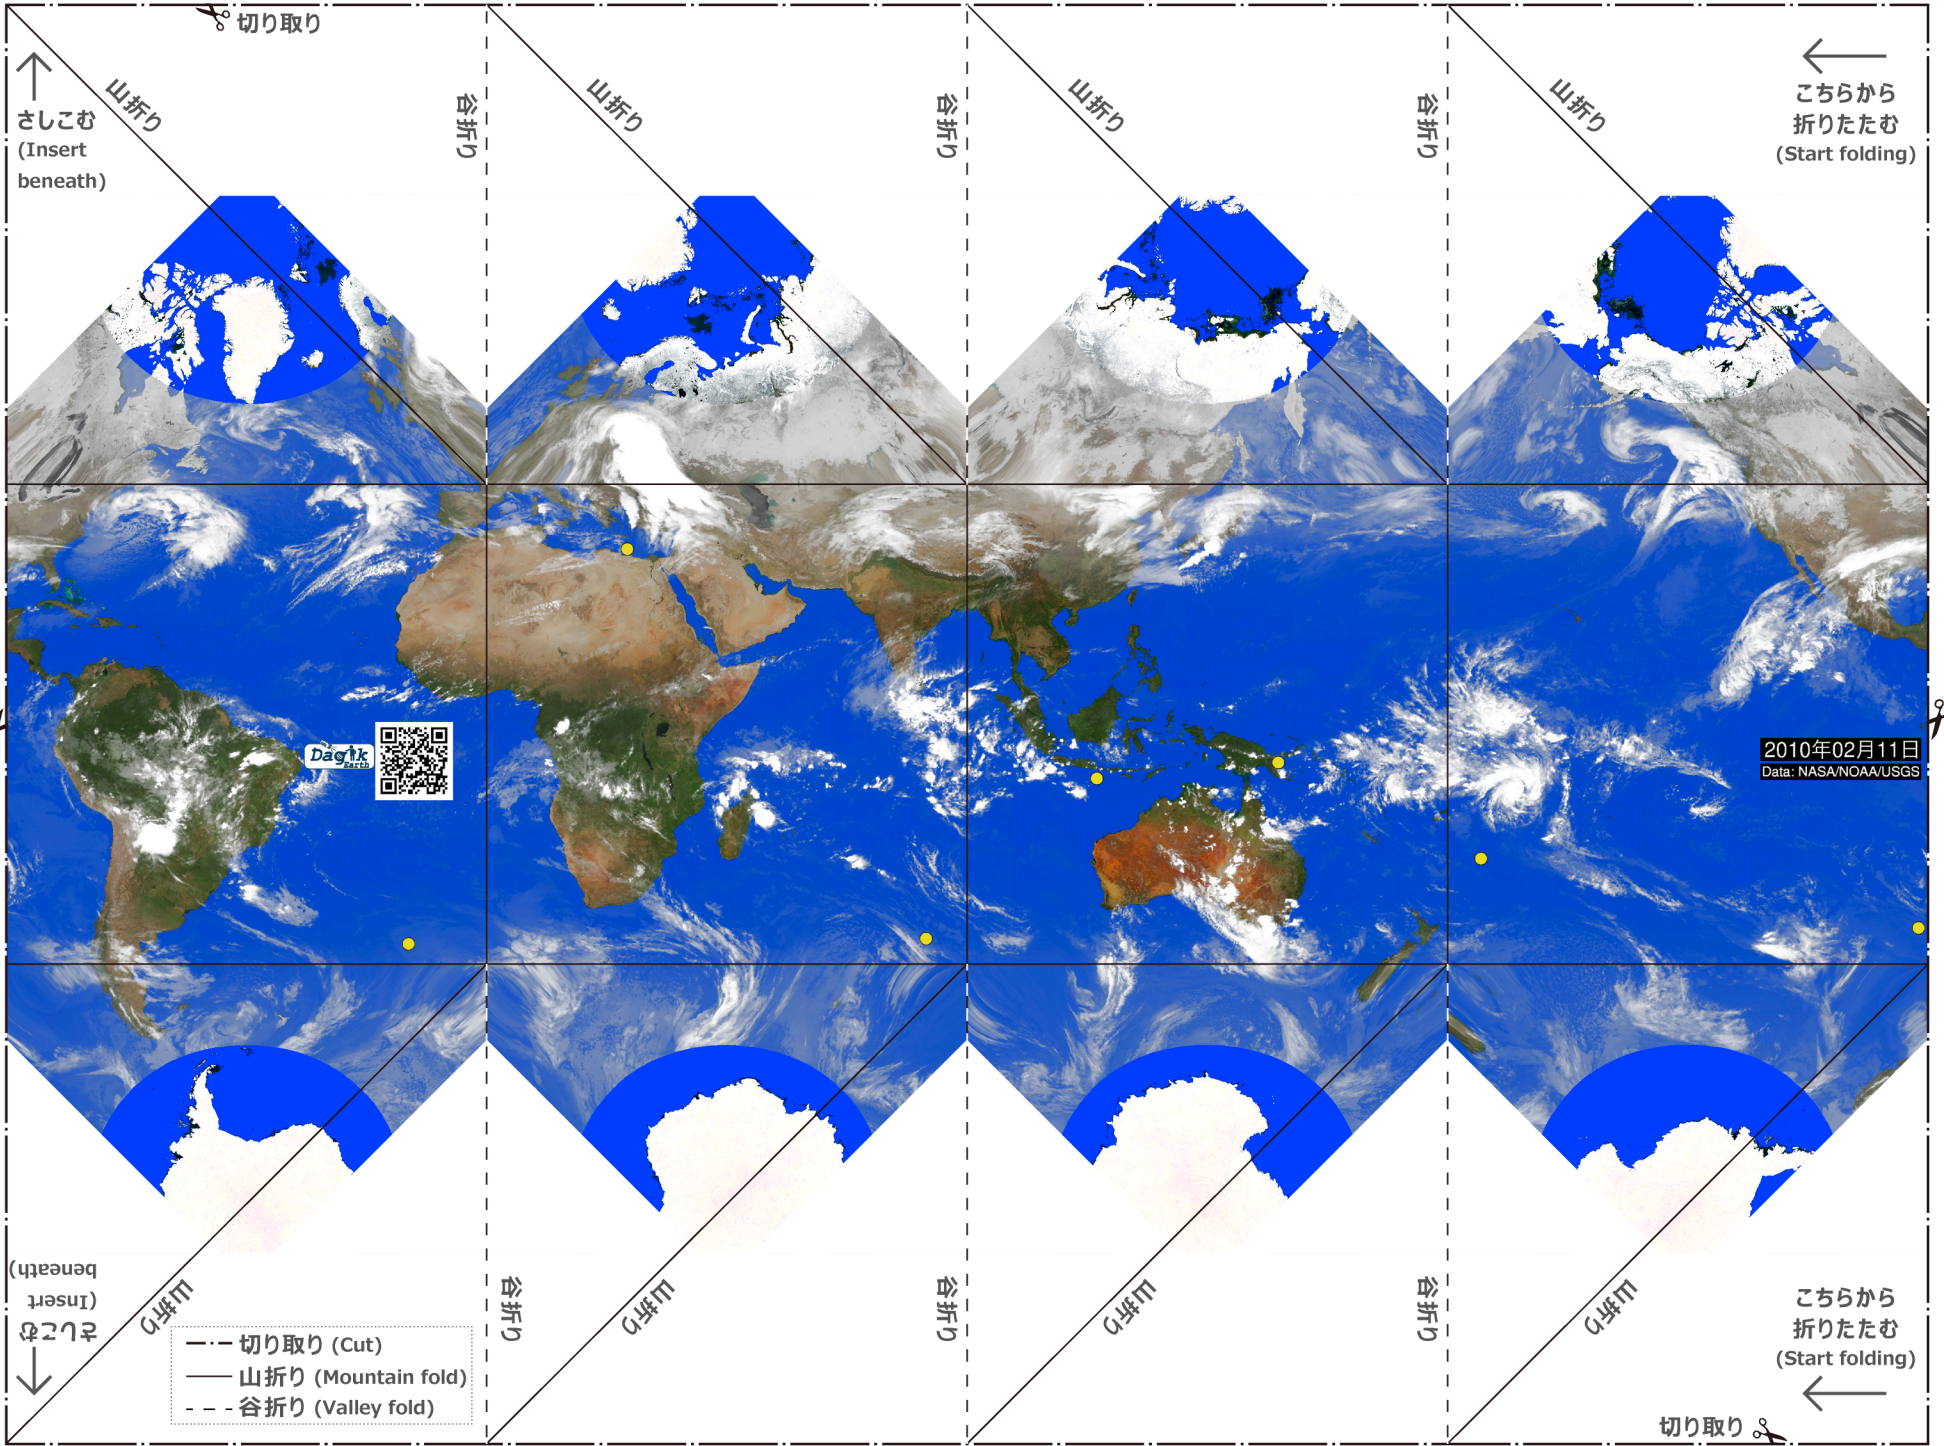 切り取り
山折り
谷折り
山折り
谷折り
山折り
谷折り
山折り
さしこむ
(Insert
beneath)
こちらから
折りたたむ
(Start folding)
Dagik
Earth
2010年02月11日
Data: NASA/NOAA/USGS
さしこむ
(Insert
beneath)
山折り
谷折り
山折り
谷折り
山折り
谷折り
山折り
こちらから
折りたたむ
(Start folding)
切り取り (Cut)
山折り (Mountain fold)
谷折り (Valley fold)
切り取り